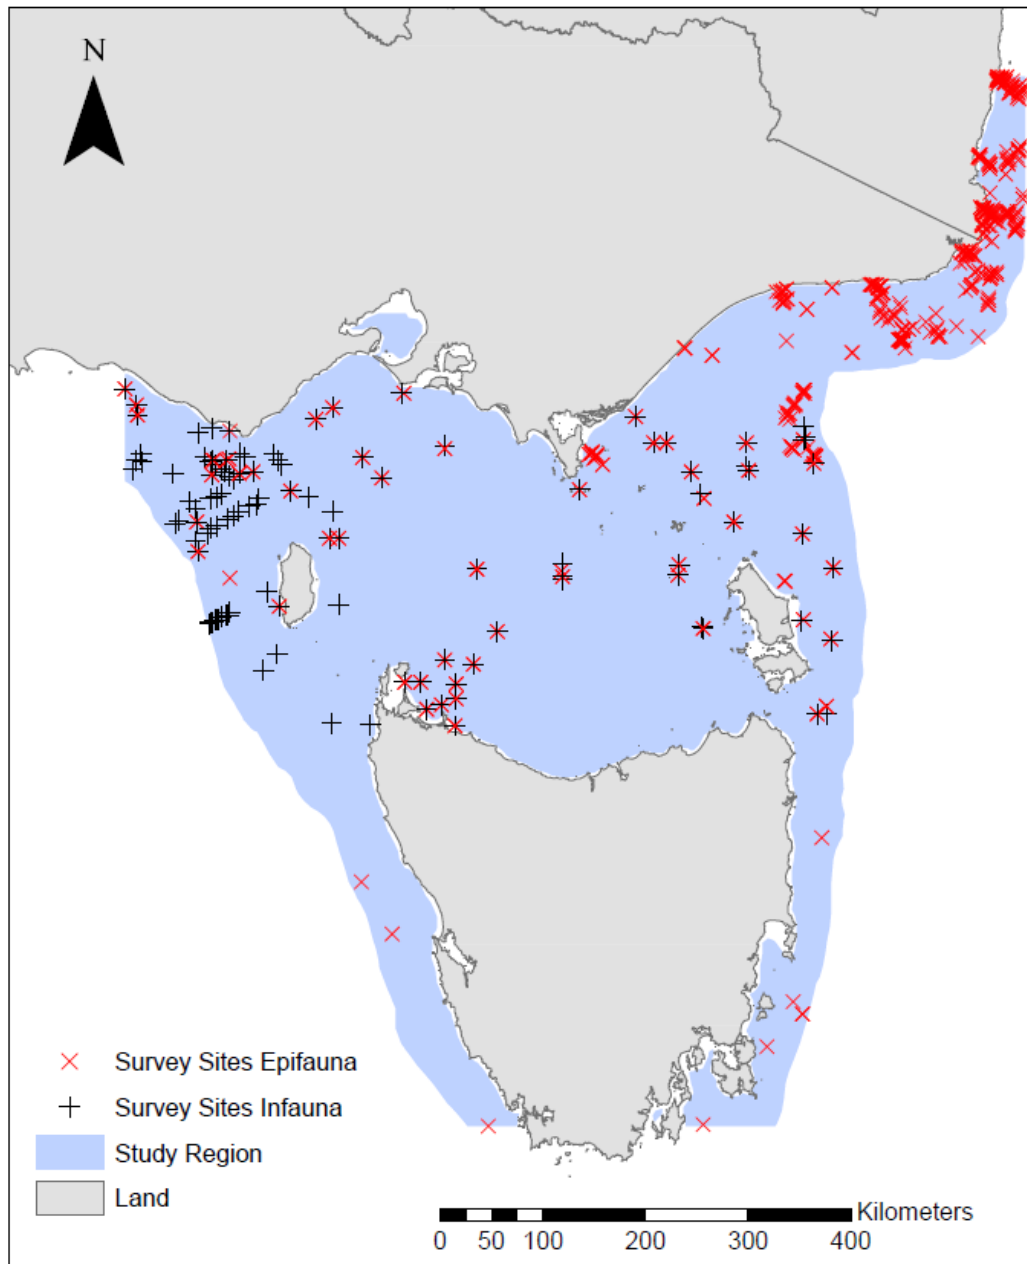 N
Survey Sites Epifauna
Survey Sites Infauna
Study Region
Land
Kilometers
0 50 100 200 300 400